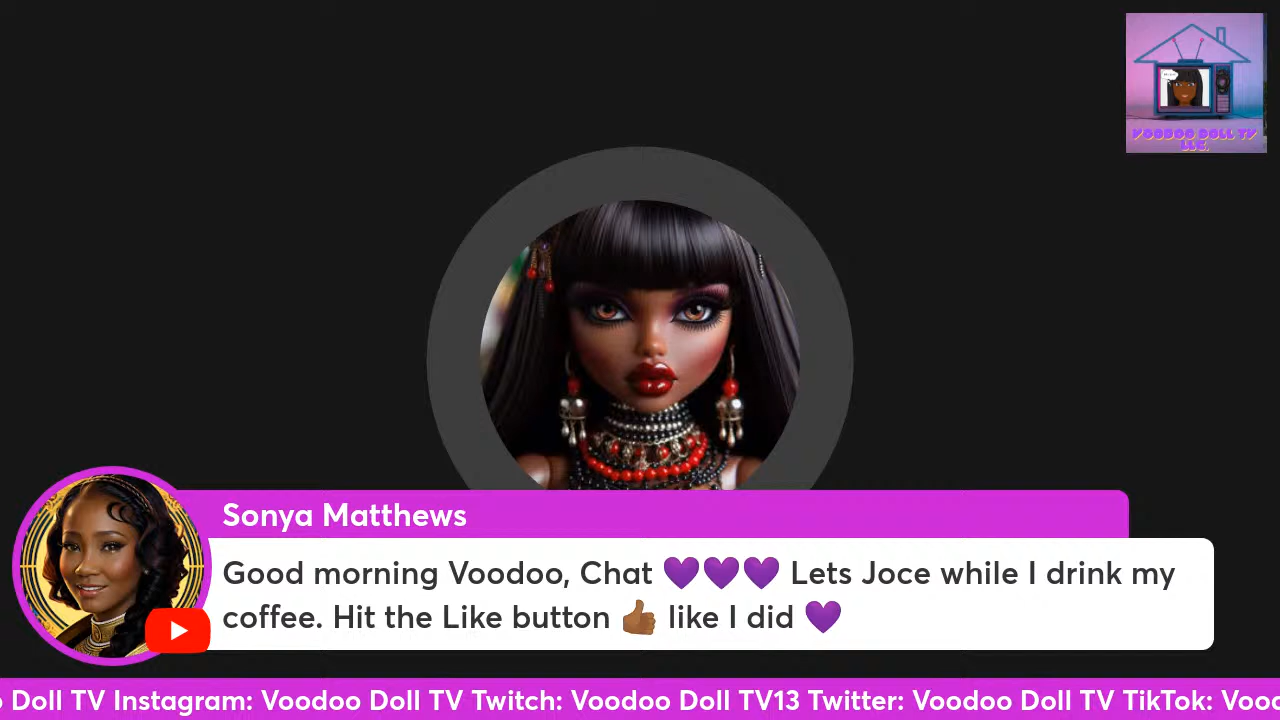 VOODOO DOLL TV
LLC.
Sonya Matthews
Good morning Voodoo, Chat 💜💜💜 Lets Joce while I drink my
coffee. Hit the Like button 👍🏾 like I did 💜
Doll TV Instagram: Voodoo Doll TV Twitch: Voodoo Doll TV13 Twitter: Voodoo Doll TV TikTok: